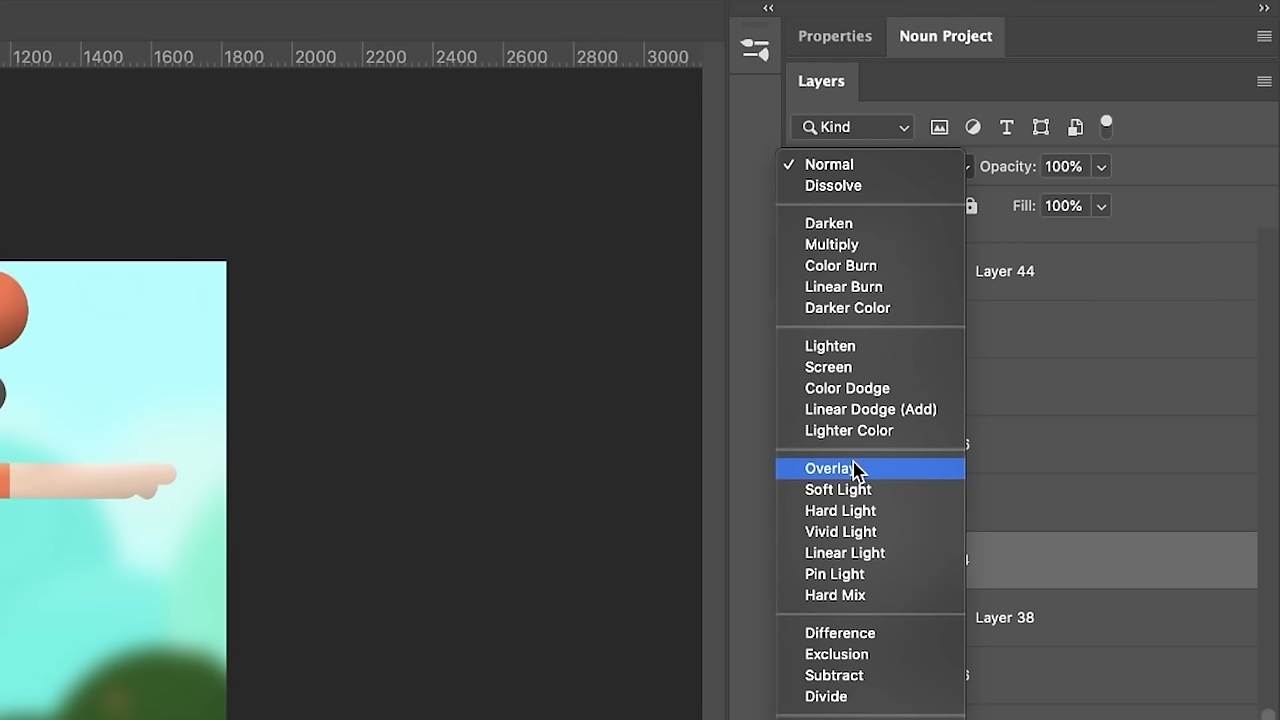 Properties
Noun Project
1200 1400 1600 1800 2000 2200 2400 2600 2800 3000
Layers
Kind
Normal
Opacity: 100%
Dissolve
Fill: 100%
Darken
Multiply
Color Burn
Layer 44
Linear Burn
Darker Color
Lighten
Screen
Color Dodge
Linear Dodge (Add)
Lighter Color
6
Overlay
Soft Light
Hard Light
Vivid Light
Linear Light
4
Pin Light
Hard Mix
Layer 38
Difference
Exclusion
Subtract
6
Divide